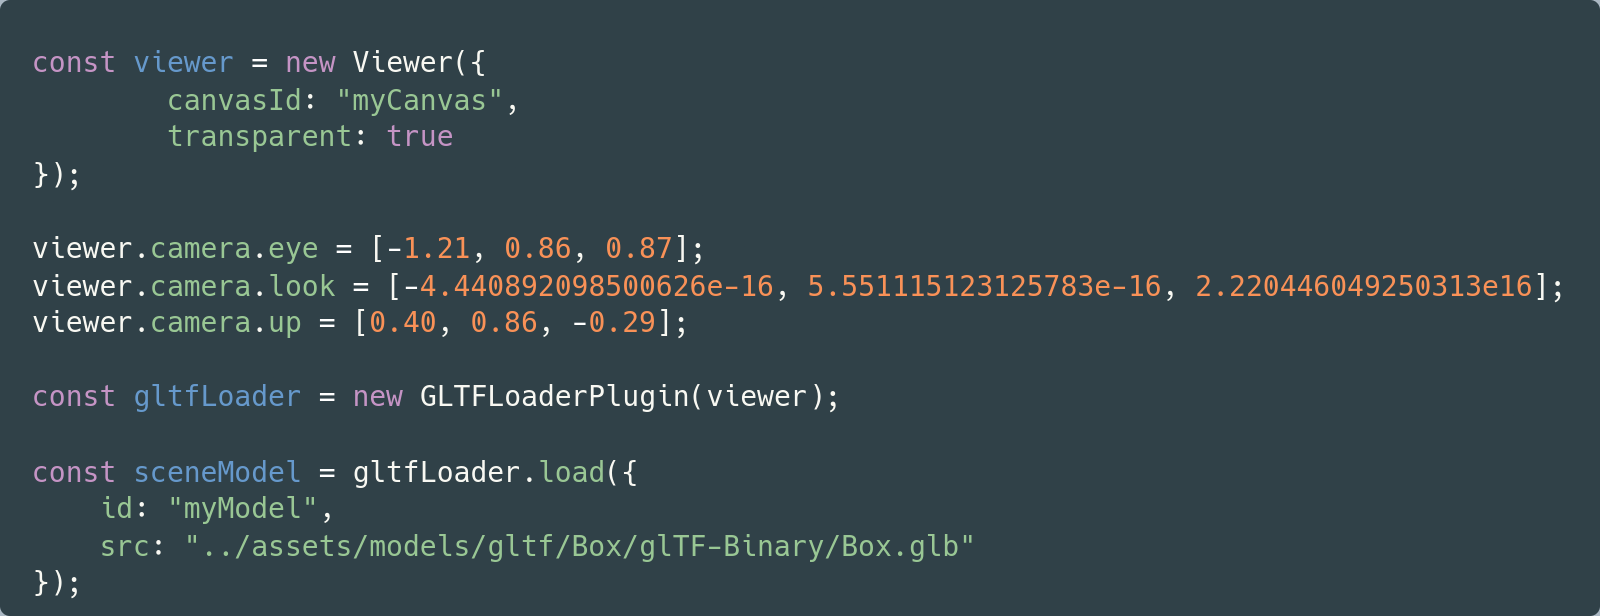 const viewer = new Viewer({
        canvasId: "myCanvas",
        transparent: true
});

viewer.camera.eye = [-1.21, 0.86, 0.87];
viewer.camera.look = [-4.440892098500626e-16, 5.551115123125783e-16, 2.220446049250313e16];
viewer.camera.up = [0.40, 0.86, -0.29];

const gltfLoader = new GLTFLoaderPlugin(viewer);

const sceneModel = gltfLoader.load({
    id: "myModel",
    src: "../assets/models/gltf/Box/glTF-Binary/Box.glb"
});